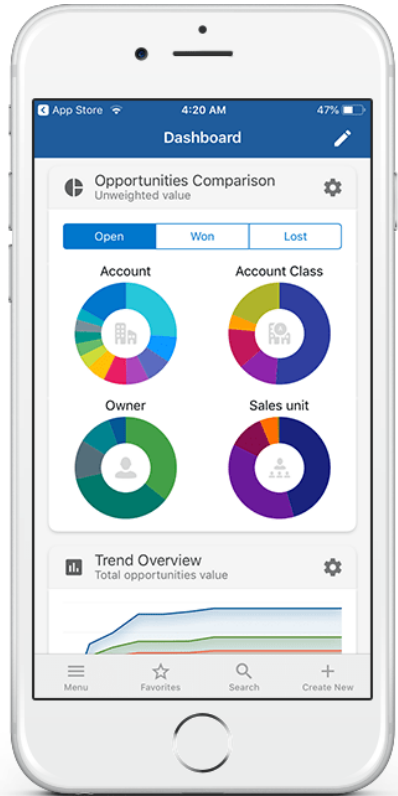 App Store 4:20 AM 47%
Dashboard
Opportunities Comparison
Unweighted value
Open Won Lost
Account Account Class
Owner Sales unit
Trend Overview
Total opportunities value
Menu Favorites Search Create New